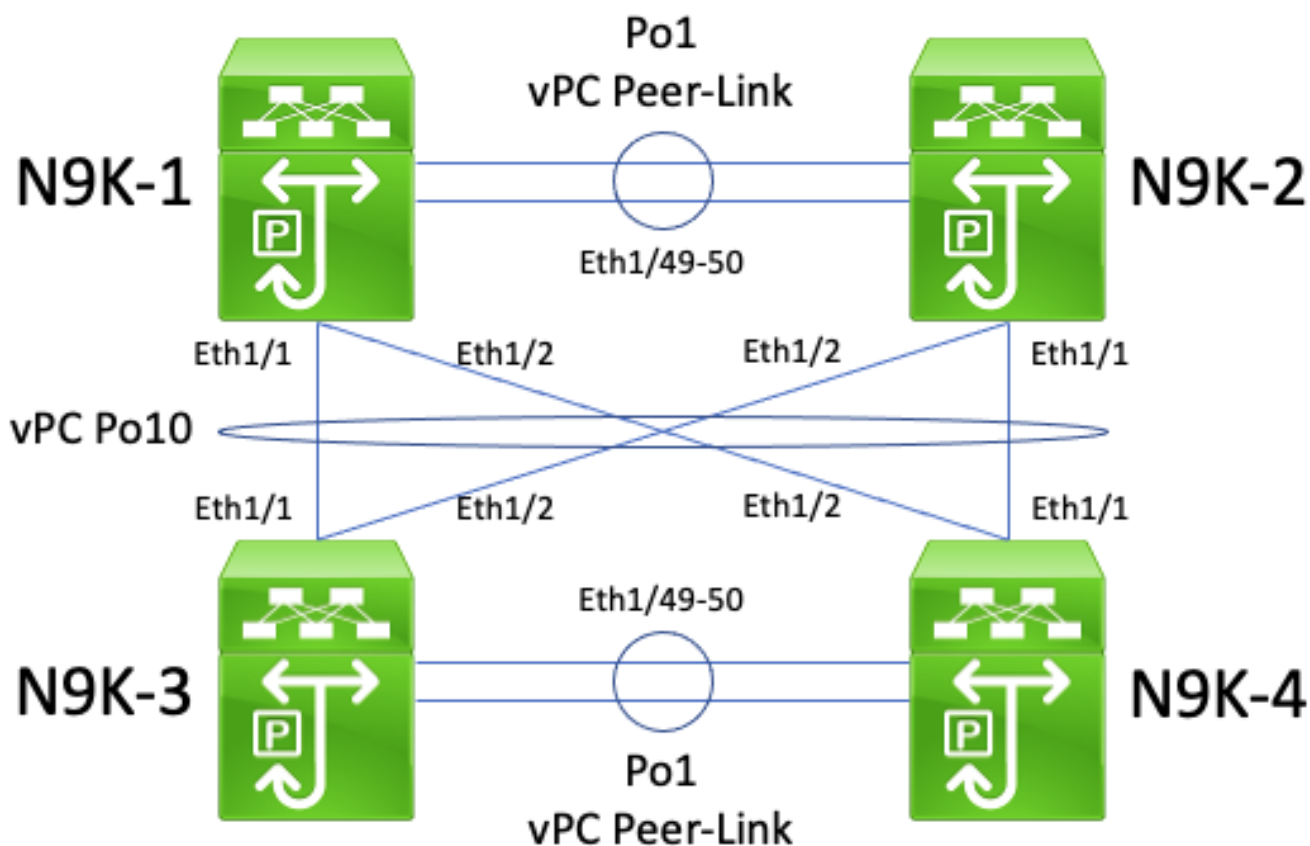 Po1
vPC Peer-Link
N9K-1
P
P
N9K-2
Eth1/49-50
Eth1/1
Eth1/2
Eth1/2
Eth1/1
vPC Po10
Eth1/1
Eth1/2
Eth1/2
Eth1/1
Eth1/49-50
N9K-3
P
P
N9K-4
Po1
vPC Peer-Link